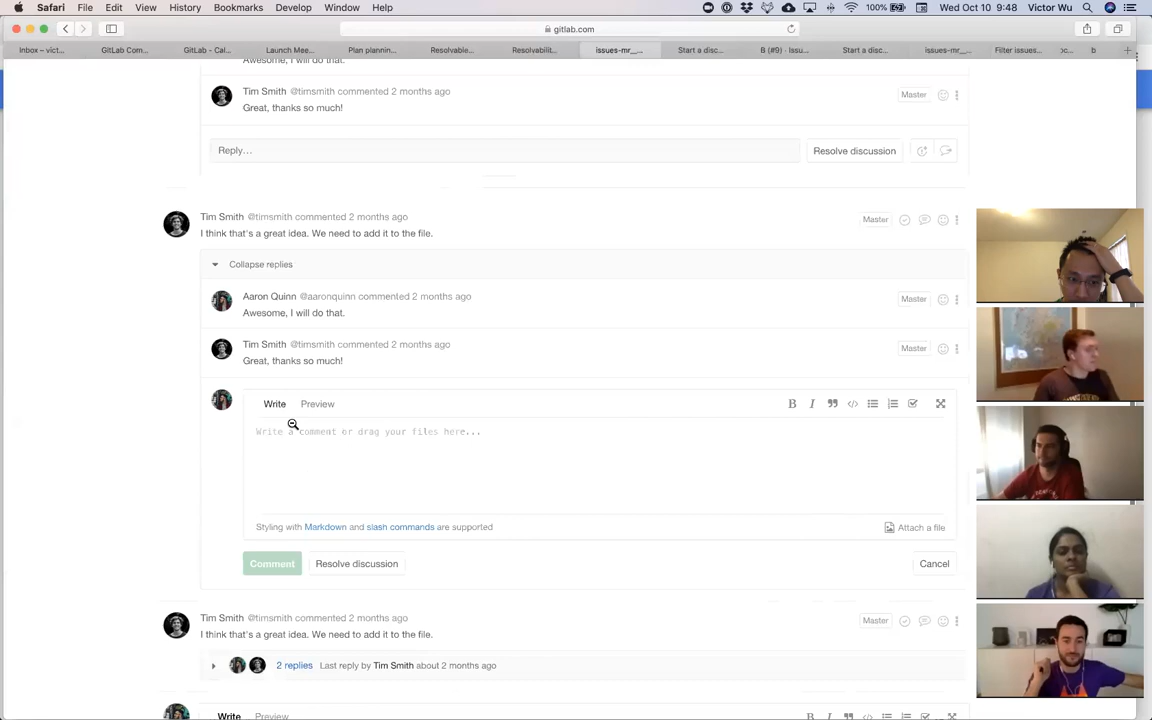 Safari File Edit View History Bookmarks Develop Window Help 100% Wed Oct 10 9:48 Victor Wu
gitlab.com
Inbox – vict... GitLab Com... GitLab - Cal... Launch Mee... Plan plannin... Resolvable... Resolvabilit... issues-mr__... Start a disc... B (#9) · Issu... Start a disc... issues-mr__... Filter issues... b
Awesome, I will do that.
Tim Smith @timsmith commented 2 months ago Master
Great, thanks so much!
Reply... Resolve discussion
Tim Smith @timsmith commented 2 months ago Master
I think that's a great idea. We need to add it to the file.
Collapse replies
Aaron Quinn @aaronquinn commented 2 months ago Master
Awesome, I will do that.
Tim Smith @timsmith commented 2 months ago Master
Great, thanks so much!
Write Preview B I
Write a comment or drag your files here...
Styling with Markdown and slash commands are supported Attach a file
Comment Resolve discussion Cancel
Tim Smith @timsmith commented 2 months ago Master
I think that's a great idea. We need to add it to the file.
2 replies Last reply by Tim Smith about 2 months ago
Write Preview B I